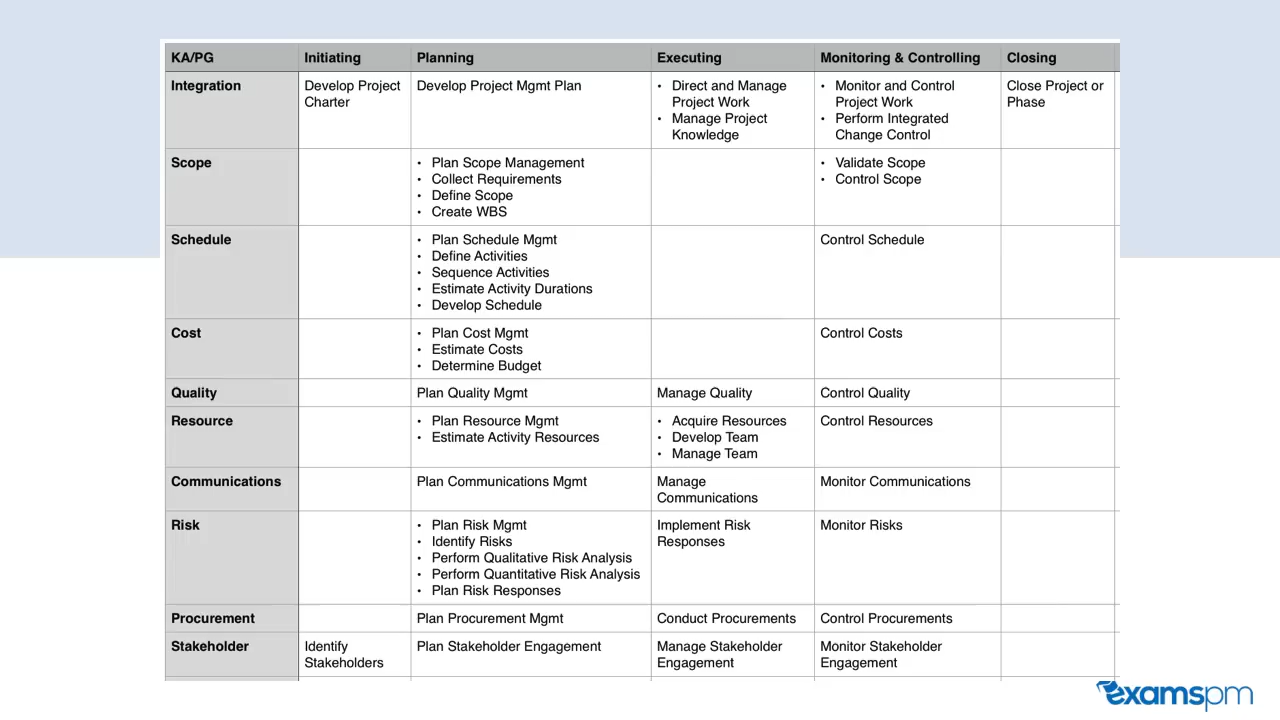 KA/PG Initiating Planning Executing Monitoring & Controlling Closing
Integration
Develop Project
Charter
Develop Project Mgmt Plan
• Direct and Manage
Project Work
• Manage Project
Knowledge
• Monitor and Control
Project Work
• Perform Integrated
Change Control
Close Project or
Phase
Scope
• Plan Scope Management
• Collect Requirements
• Define Scope
• Create WBS
• Validate Scope
• Control Scope
Schedule
• Plan Schedule Mgmt
• Define Activities
• Sequence Activities
• Estimate Activity Durations
• Develop Schedule
Control Schedule
Cost
• Plan Cost Mgmt
• Estimate Costs
• Determine Budget
Control Costs
Quality
Plan Quality Mgmt
Manage Quality
Control Quality
Resource
• Plan Resource Mgmt
• Estimate Activity Resources
• Acquire Resources
• Develop Team
• Manage Team
Control Resources
Communications
Plan Communications Mgmt
Manage
Communications
Monitor Communications
Risk
• Plan Risk Mgmt
• Identify Risks
• Perform Qualitative Risk Analysis
• Perform Quantitative Risk Analysis
• Plan Risk Responses
Implement Risk
Responses
Monitor Risks
Procurement
Plan Procurement Mgmt
Conduct Procurements
Control Procurements
Stakeholder
Identify
Stakeholders
Plan Stakeholder Engagement
Manage Stakeholder
Engagement
Monitor Stakeholder
Engagement
examspm